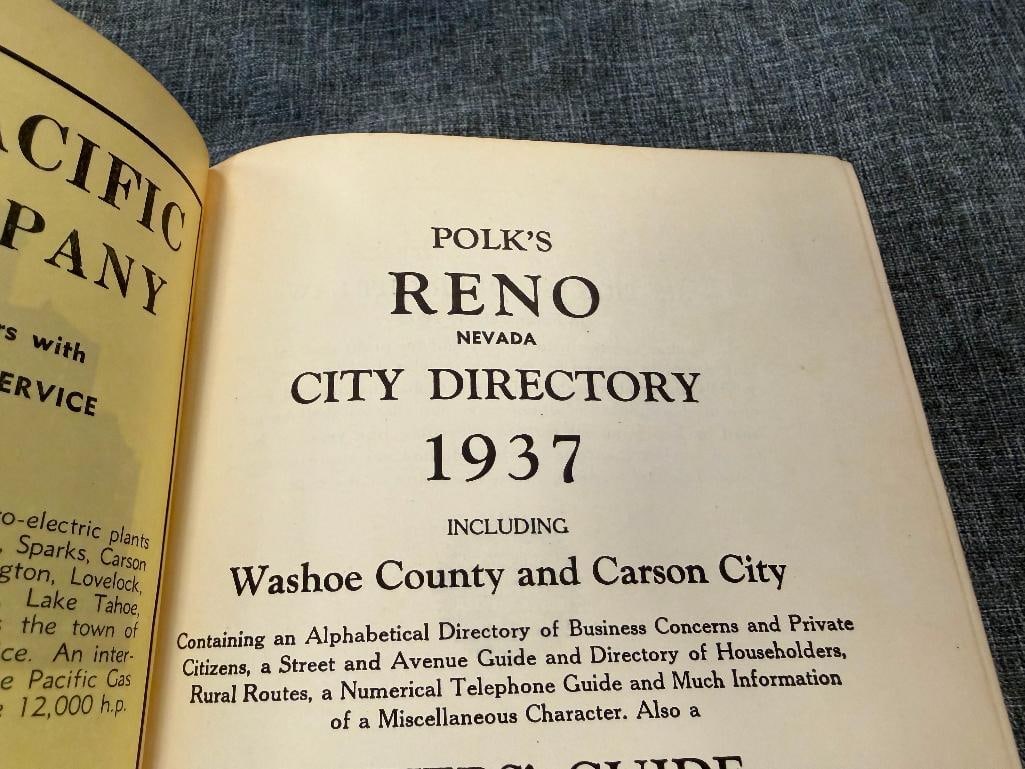 ACIFIC
PANY
rs with
ERVICE
o-electric plants
, Sparks, Carson
gton, Lovelock,
Lake Tahoe,
the town of
ce. An inter-
e Pacific Gas
12,000 h.p.
POLK'S
RENO
NEVADA
CITY DIRECTORY
1937
INCLUDING
Washoe County and Carson City
Containing an Alphabetical Directory of Business Concerns and Private
Citizens, a Street and Avenue Guide and Directory of Householders,
Rural Routes, a Numerical Telephone Guide and Much Information
of a Miscellaneous Character. Also a
GUIDE